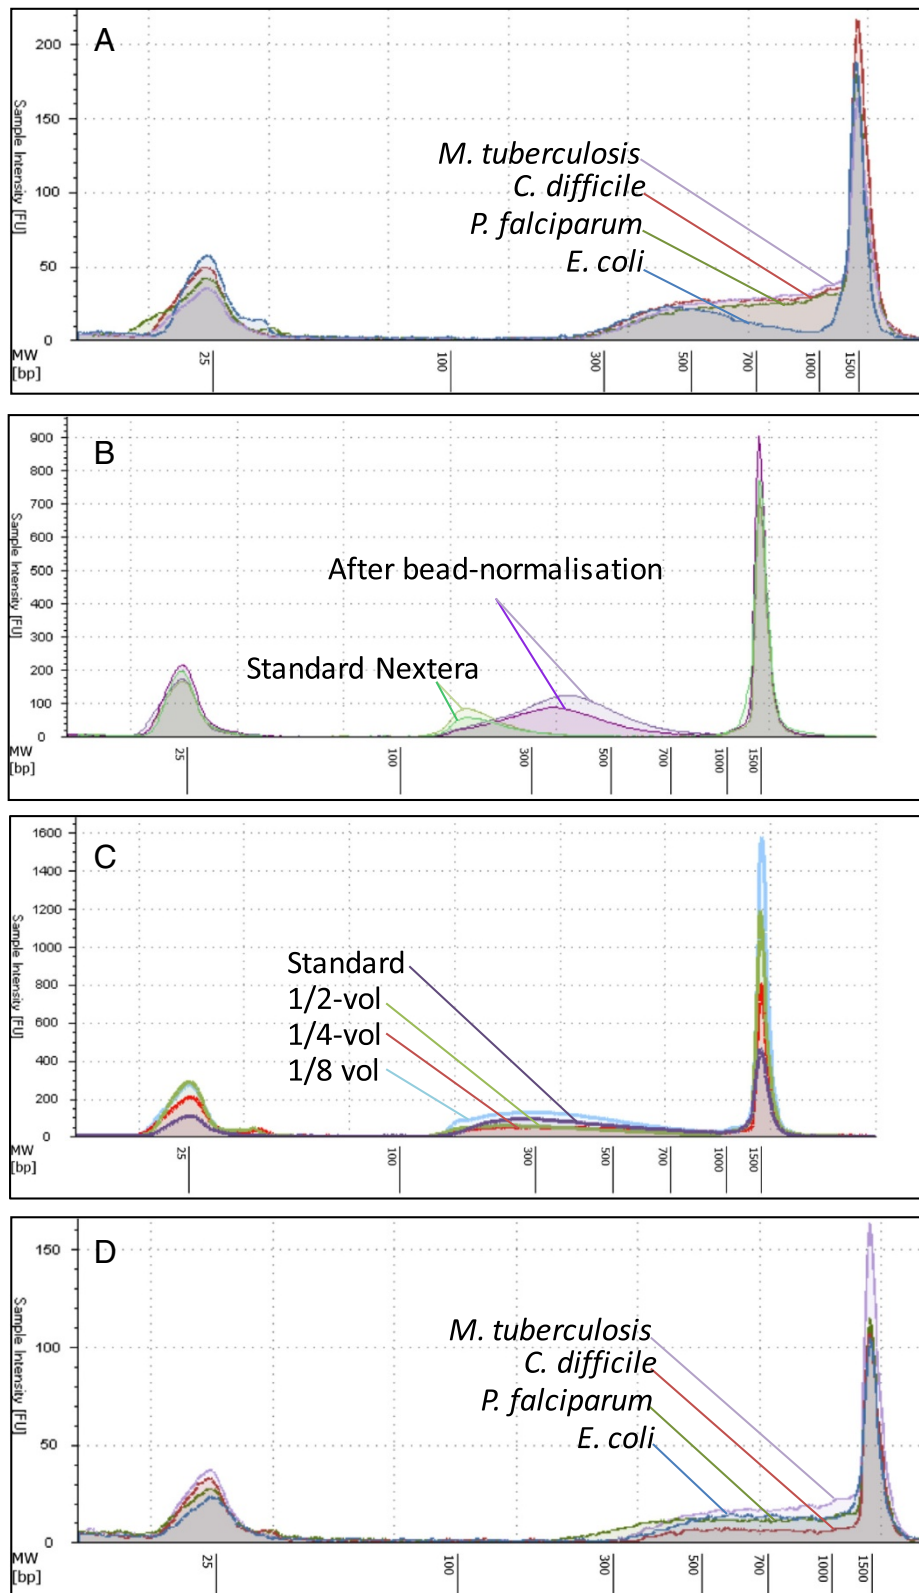 A
Sample Intensity [FU]
200
150
100
50
0
M. tuberculosis
C. difficile
P. falciparum
E. coli
MW
[bp]
25
100
300
500
700
1000
1500
B
Sample Intensity [FU]
900
800
700
600
500
400
300
200
100
0
After bead-normalisation
Standard Nextera
MW
[bp]
25
100
300
500
700
1000
1500
C
Sample Intensity [FU]
1600
1400
1200
1000
800
600
400
200
0
Standard
1/2-vol
1/4-vol
1/8 vol
MW
[bp]
25
100
300
500
700
1000
1500
D
Sample Intensity [FU]
150
100
50
0
M. tuberculosis
C. difficile
P. falciparum
E. coli
MW
[bp]
25
100
300
500
700
1000
1500